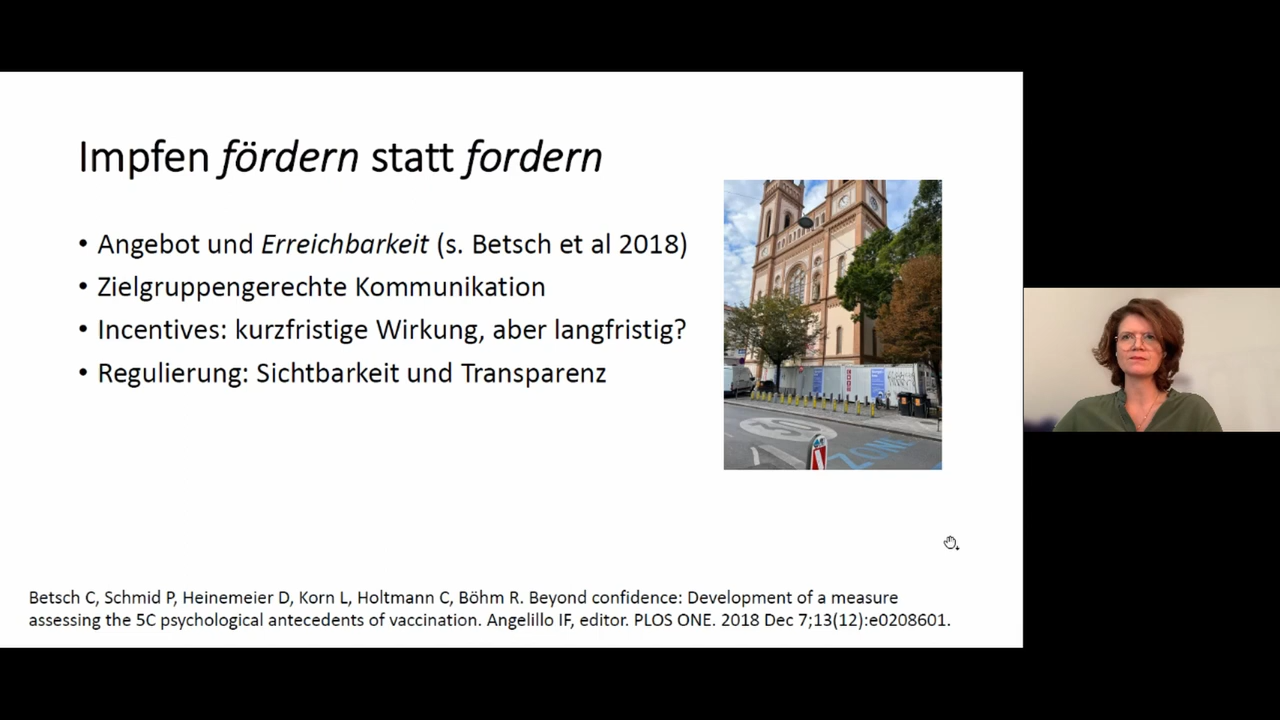 Impfen fördern statt fordern
• Angebot und Erreichbarkeit (s. Betsch et al 2018)
• Zielgruppengerechte Kommunikation
• Incentives: kurzfristige Wirkung, aber langfristig?
• Regulierung: Sichtbarkeit und Transparenz
30
ZONE
Betsch C, Schmid P, Heinemeier D, Korn L, Holtmann C, Böhm R. Beyond confidence: Development of a measure
assessing the 5C psychological antecedents of vaccination. Angelillo IF, editor. PLOS ONE. 2018 Dec 7;13(12):e0208601.